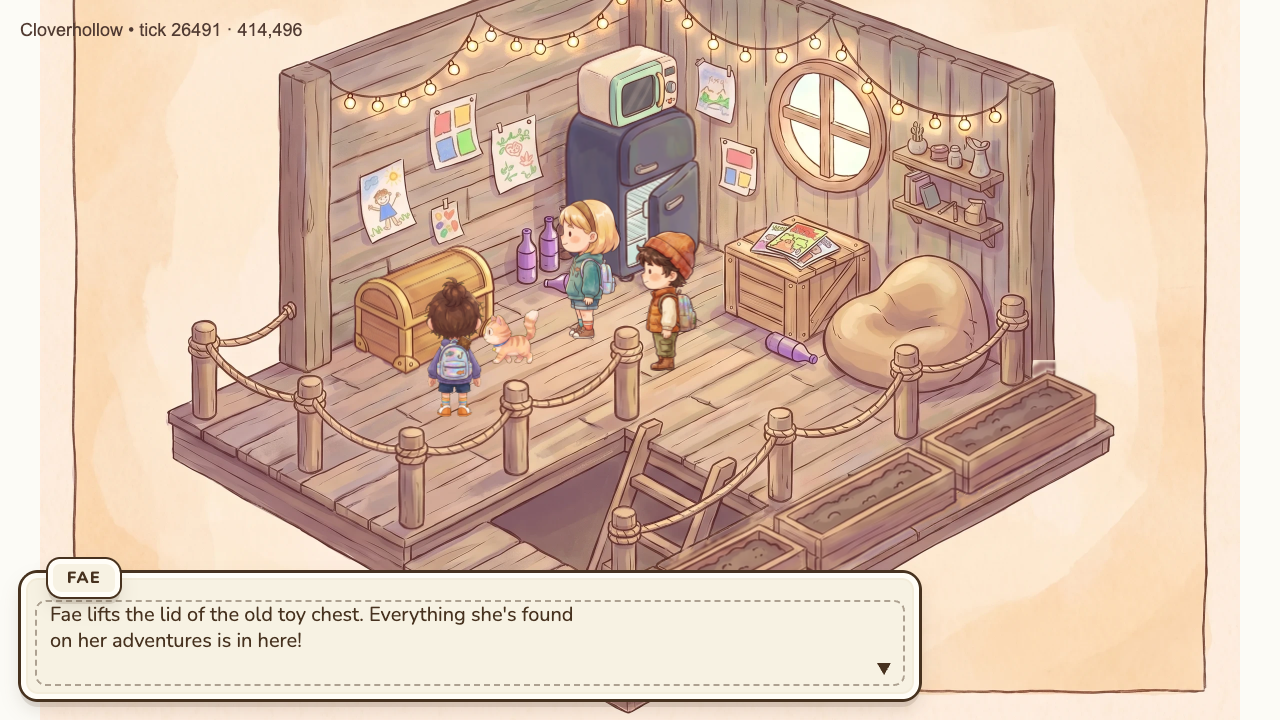 Cloverhollow • tick 26491 · 414,496
FAE
Fae lifts the lid of the old toy chest. Everything she's found
on her adventures is in here!